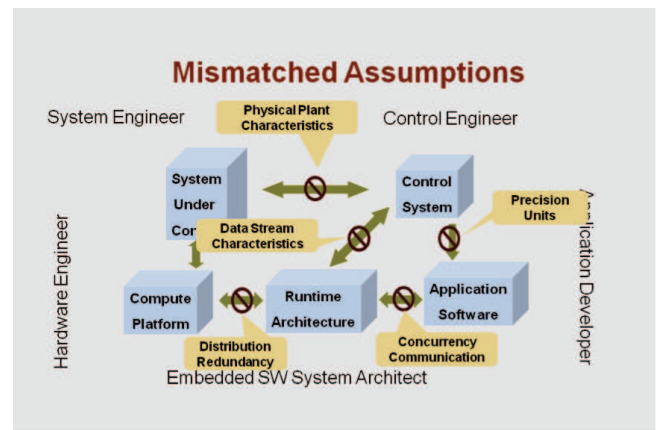 Mismatched Assumptions
System Engineer
Physical Plant
Characteristics
Control Engineer
System
Under
Control
System
Precision
Units
Data Stream
Characteristics
Hardware Engineer
Application Developer
Compute
Platform
Runtime
Architecture
Application
Software
Distribution
Redundancy
Concurrency
Communication
Embedded SW System Architect